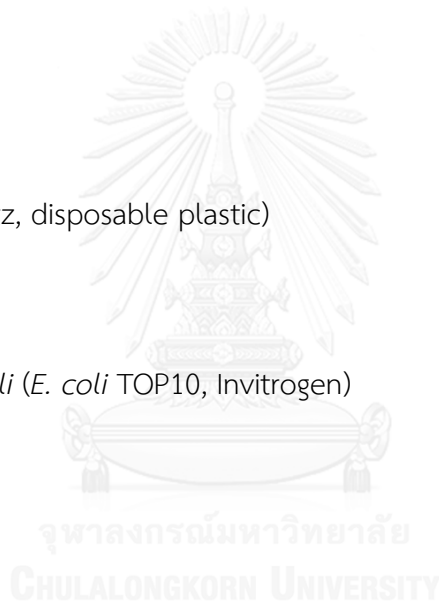 z, disposable plastic)
li (E. coli TOP10, Invitrogen)
จุฬาลงกรณ์มหาวิทยาลัย
CHULALONGKORN UNIVERSITY